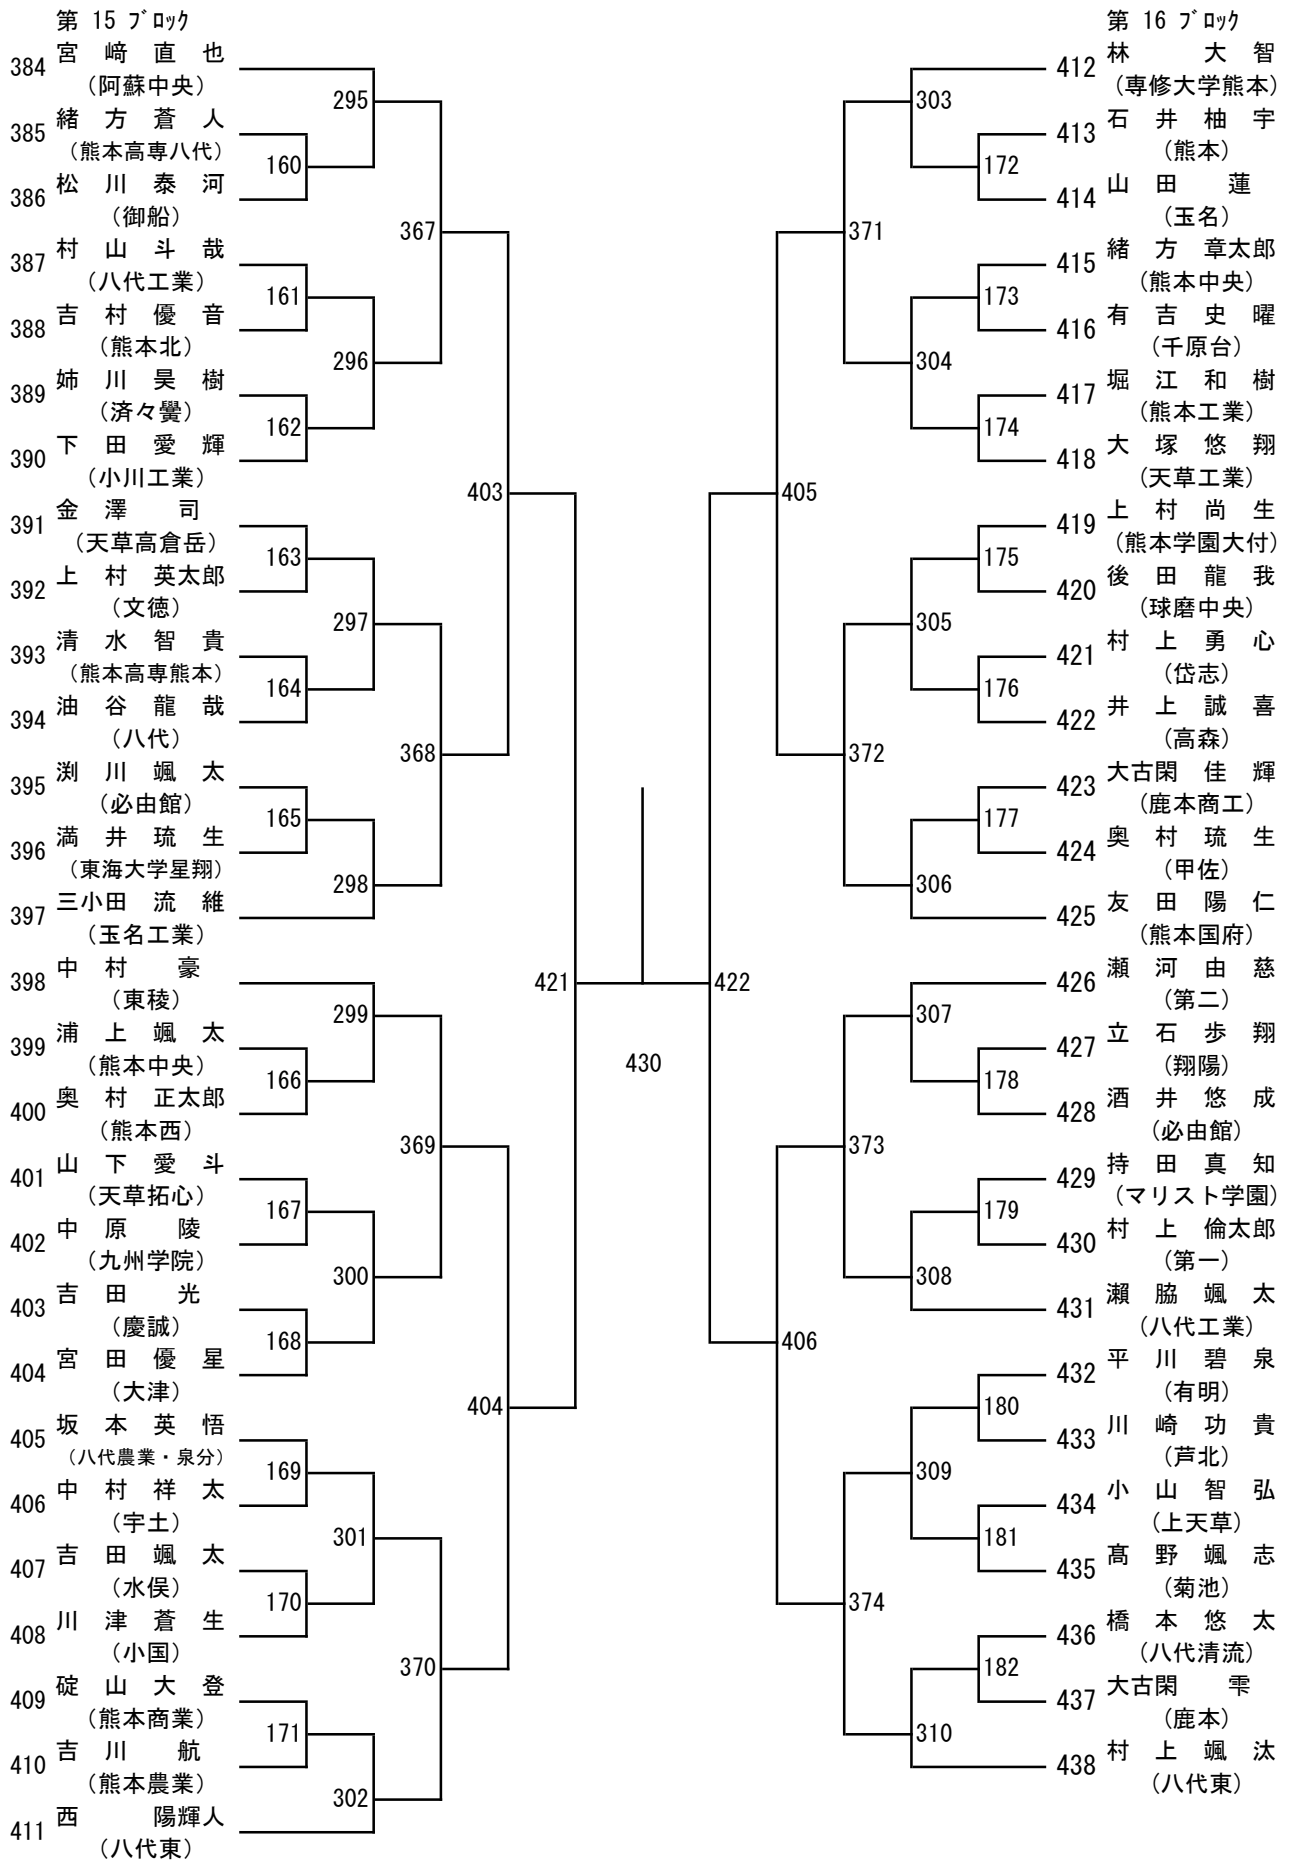 第 15 ブロック
384 宮 﨑 直 也
(阿蘇中央)
385 緒 方 蒼 人
(熊本高専八代)
386 松 川 泰 河
(御船)
387 村 山 斗 哉
(八代工業)
388 吉 村 優 音
(熊本北)
389 姉 川 昊 樹
(済々黌)
390 下 田 愛 輝
(小川工業)
391 金 澤 司
(天草高倉岳)
392 上 村 英太郎
(文徳)
393 清 水 智 貴
(熊本高専熊本)
394 油 谷 龍 哉
(八代)
395 渕 川 颯 太
(必由館)
396 満 井 琉 生
(東海大学星翔)
397 三小田 流 維
(玉名工業)
398 中 村 豪
(東稜)
399 浦 上 颯 太
(熊本中央)
400 奥 村 正太郎
(熊本西)
401 山 下 愛 斗
(天草拓心)
402 中 原 陵
(九州学院)
403 吉 田 光
(慶誠)
404 宮 田 優 星
(大津)
405 坂 本 英 悟
(八代農業・泉分)
406 中 村 祥 太
(宇土)
407 吉 田 颯 太
(水俣)
408 川 津 蒼 生
(小国)
409 碇 山 大 登
(熊本商業)
410 吉 川 航
(熊本農業)
411 西 陽輝人
(八代東)
160
161
162
163
164
165
166
167
168
169
170
171
295
296
297
298
299
300
301
302
367
368
369
370
403
404
421
430
422
405
406
371
372
373
374
303
304
305
306
307
308
309
310
172
173
174
175
176
177
178
179
180
181
182
第 16 ブロック
412 林 大 智
(専修大学熊本)
413 石 井 柚 宇
(熊本)
414 山 田 蓮
(玉名)
415 緒 方 章太郎
(熊本中央)
416 有 吉 史 曜
(千原台)
417 堀 江 和 樹
(熊本工業)
418 大 塚 悠 翔
(天草工業)
419 上 村 尚 生
(熊本学園大付)
420 後 田 龍 我
(球磨中央)
421 村 上 勇 心
(岱志)
422 井 上 誠 喜
(高森)
423 大古閑 佳 輝
(鹿本商工)
424 奥 村 琉 生
(甲佐)
425 友 田 陽 仁
(熊本国府)
426 瀬 河 由 慈
(第二)
427 立 石 歩 翔
(翔陽)
428 酒 井 悠 成
(必由館)
429 持 田 真 知
(マリスト学園)
430 村 上 倫太郎
(第一)
431 瀬 脇 颯 太
(八代工業)
432 平 川 碧 泉
(有明)
433 川 崎 功 貴
(芦北)
434 小 山 智 弘
(上天草)
435 髙 野 颯 志
(菊池)
436 橋 本 悠 太
(八代清流)
437 大古閑 雫
(鹿本)
438 村 上 颯 汰
(八代東)